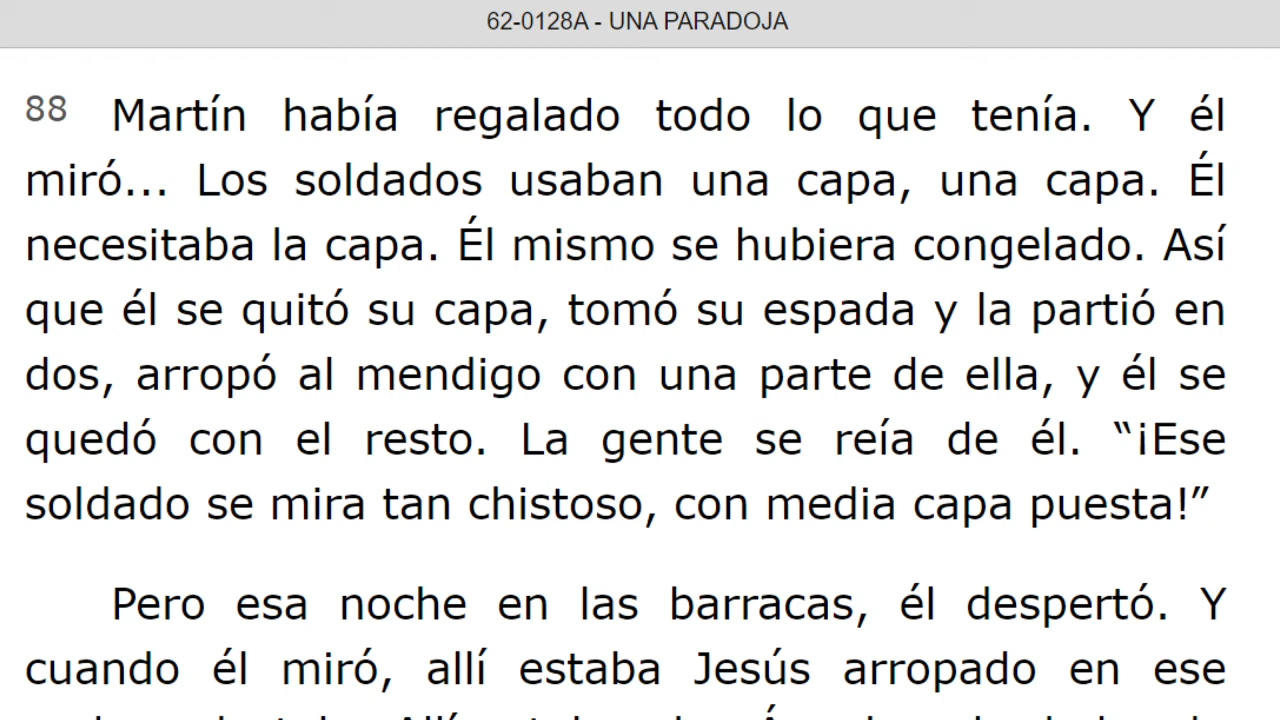 62-0128A - UNA PARADOJA
88 Martín había regalado todo lo que tenía. Y él
miró... Los soldados usaban una capa, una capa. Él
necesitaba la capa. Él mismo se hubiera congelado. Así
que él se quitó su capa, tomó su espada y la partió en
dos, arropó al mendigo con una parte de ella, y él se
quedó con el resto. La gente se reía de él. “¡Ese
soldado se mira tan chistoso, con media capa puesta!”
Pero esa noche en las barracas, él despertó. Y
cuando él miró, allí estaba Jesús arropado en ese